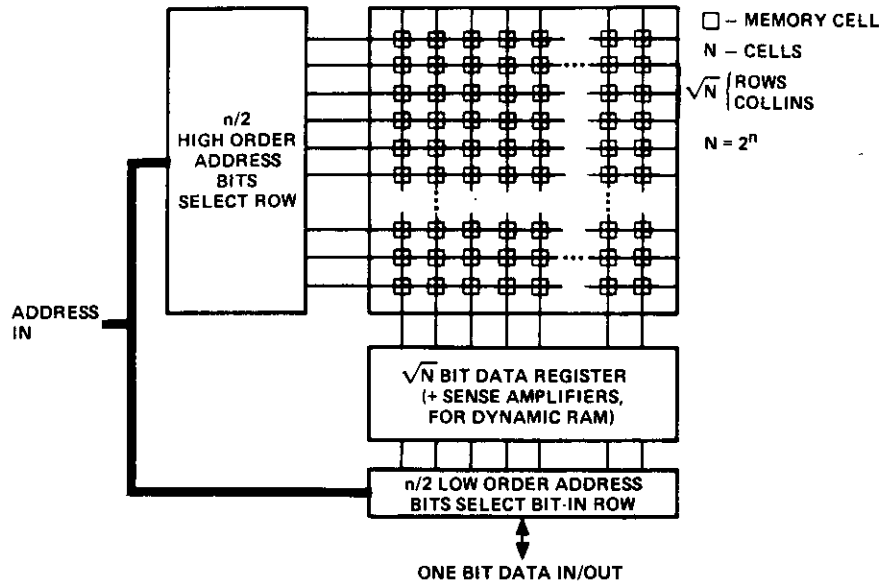 □ – MEMORY CELL
N – CELLS
√N { ROWS
COLLINS
N = 2ⁿ
n/2
HIGH ORDER
ADDRESS
BITS
SELECT ROW
ADDRESS
IN
√N BIT DATA REGISTER
(+ SENSE AMPLIFIERS,
FOR DYNAMIC RAM)
n/2 LOW ORDER ADDRESS
BITS SELECT BIT-IN ROW
ONE BIT DATA IN/OUT